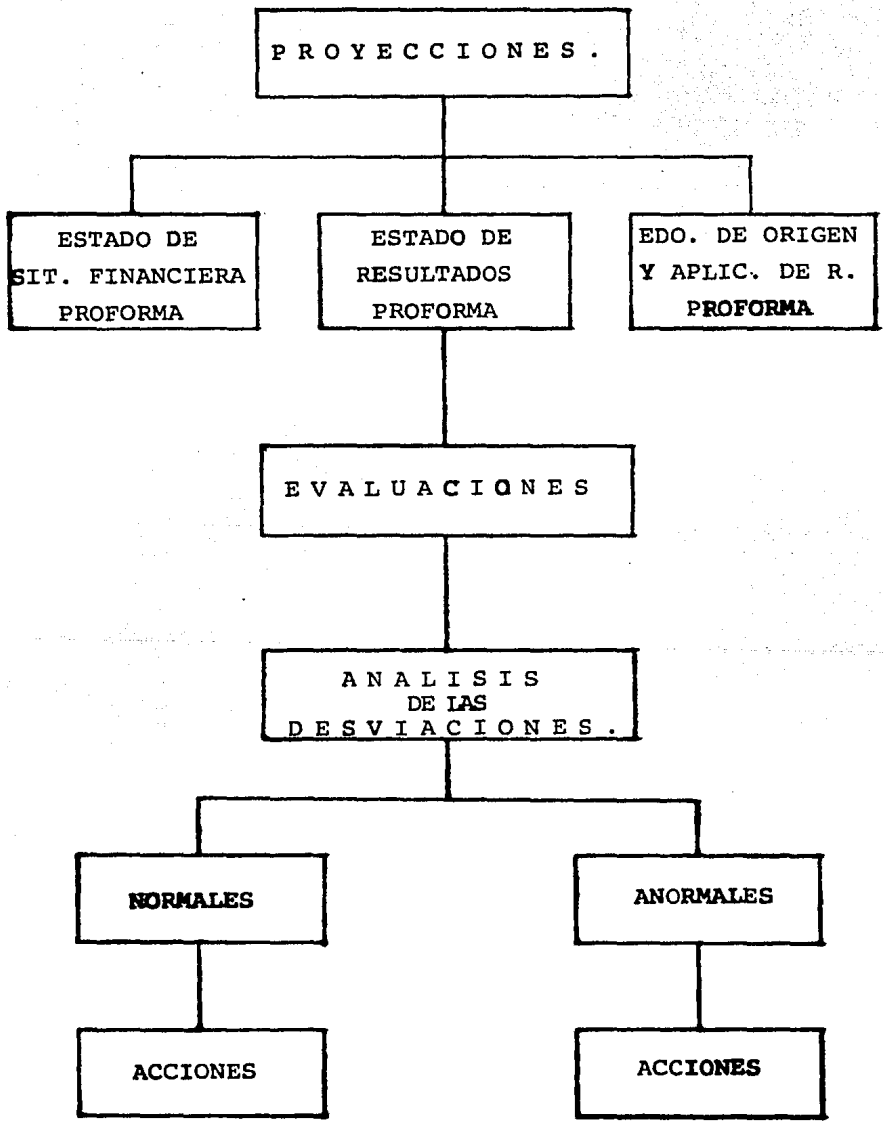 PROYECCIONES.
ESTADO DE
SIT. FINANCIERA
PROFORMA
ESTADO DE
RESULTADOS
PROFORMA
EDO. DE ORIGEN
Y APLIC. DE R.
PROFORMA
EVALUACIONES
ANALISIS
DE LAS
DESVIACIONES.
NORMALES
ANORMALES
ACCIONES
ACCIONES